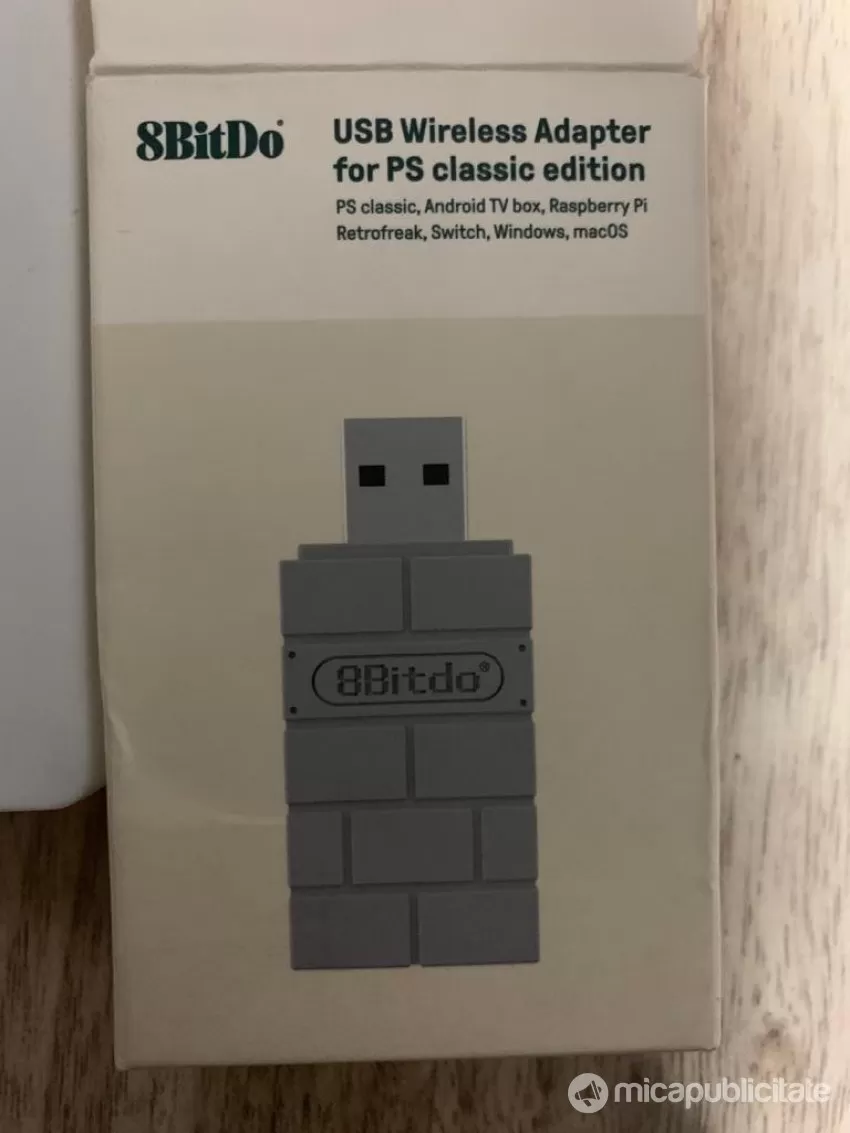 8BitDo
USB Wireless Adapter
for PS classic edition
PS classic, Android TV box, Raspberry Pi
Retrofreak, Switch, Windows, macOS
8Bitdo®
micapublicitate